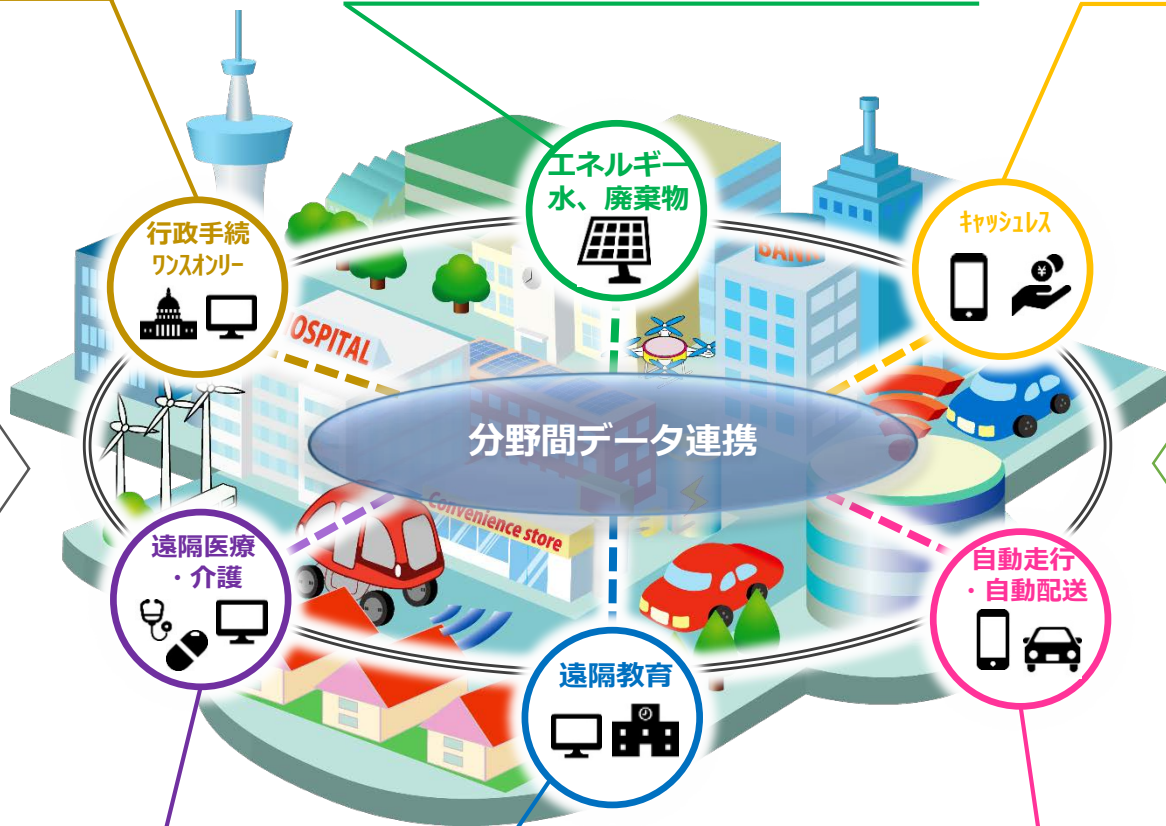 エネルギー
水、廃棄物
行政手続
ワンスオンリー
キャッシュレス
¥
BANK
OSPITAL
分野間データ連携
Convenience store
遠隔医療
・介護
自動走行
・自動配送
遠隔教育